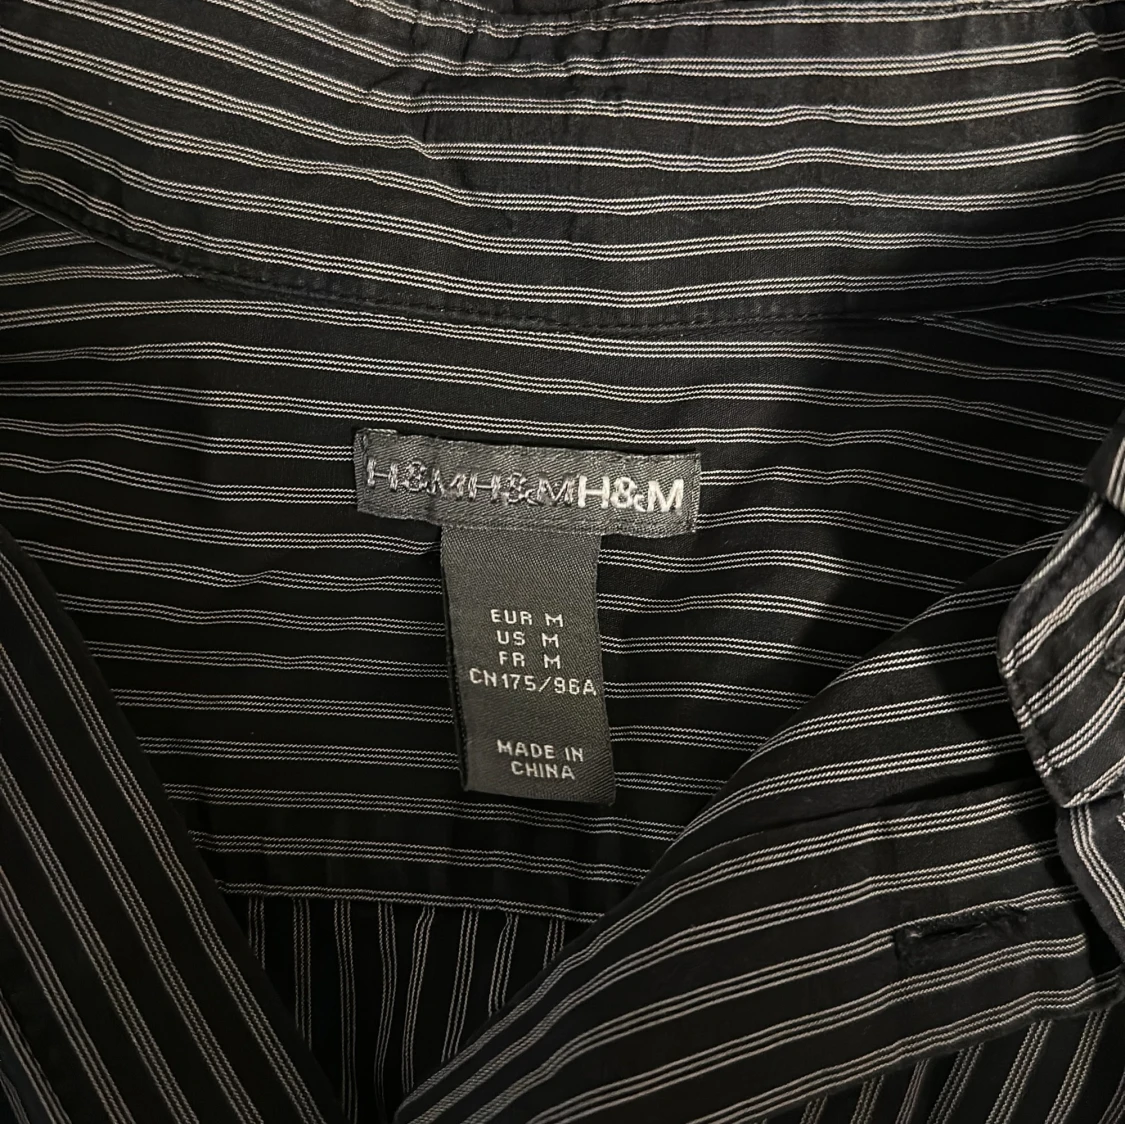 H&MH&MH&M
EUR M
US M
FR M
CN175/96A
MADE IN
CHINA